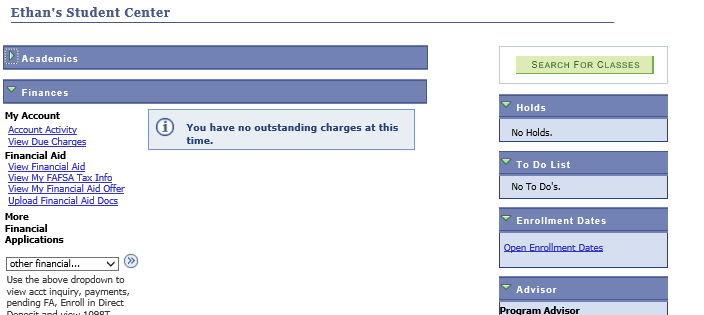 Ethan's Student Center
Academics
Finances
My Account
Account Activity
View Due Charges
Financial Aid
View Financial Aid
View My FAFSA Tax Info
View My Financial Aid Offer
Upload Financial Aid Docs
More
Financial
Applications
other financial...
Use the above dropdown to
view acct inquiry, payments,
pending FA, Enroll in Direct
Deposit and view 1098T
You have no outstanding charges at this
time.
SEARCH FOR CLASSES
Holds
No Holds.
To Do List
No To Do's.
Enrollment Dates
Open Enrollment Dates
Advisor
Program Advisor